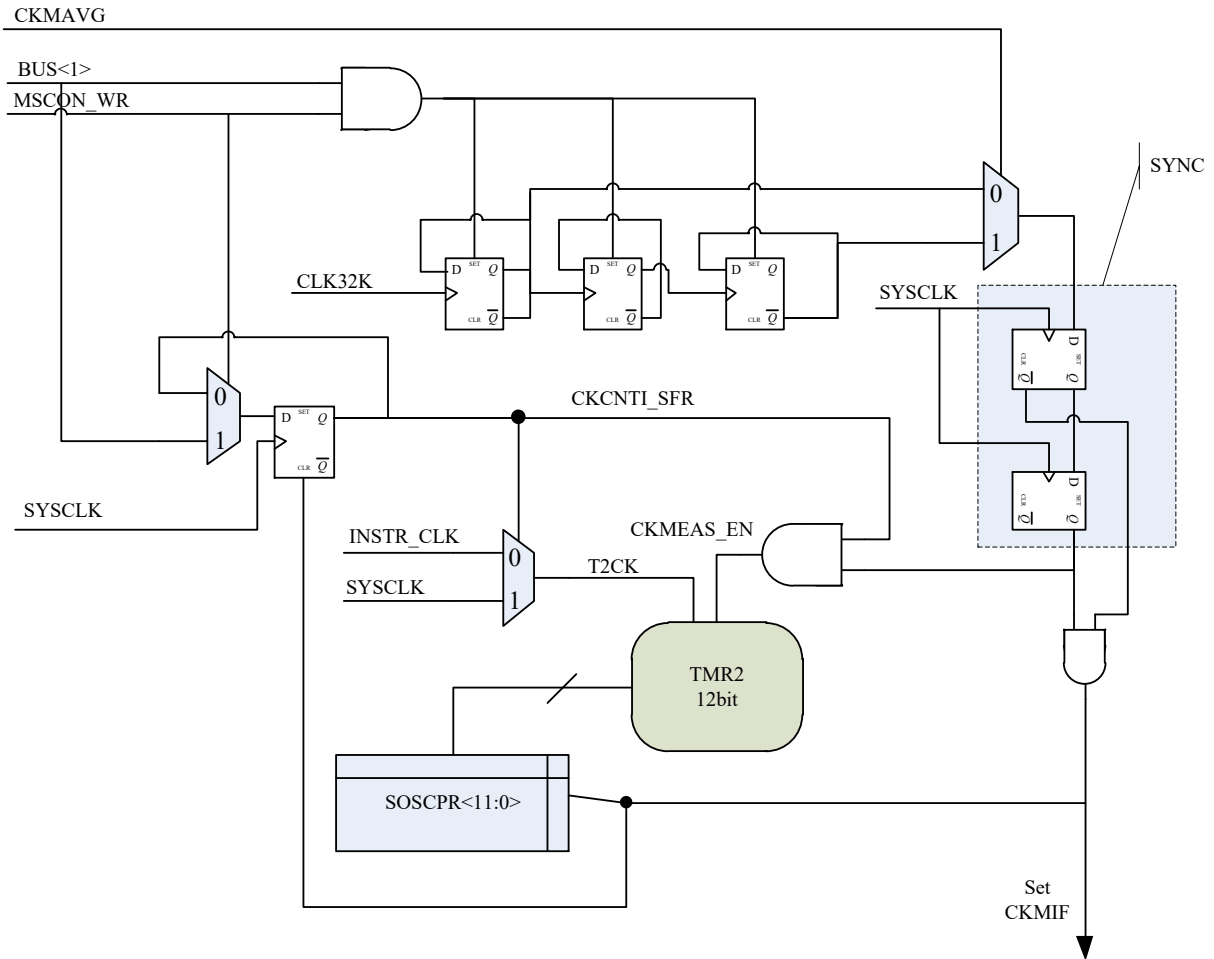 CKMAVG
BUS<1>
MSCON_WR
SYNC
0
1
CLK32K
D SET Q
CLR Q
D SET Q
CLR Q
D SET Q
CLR Q
SYSCLK
D SET Q
CLR Q
0
1
D SET Q
CLR Q
CKCNTI_SFR
D SET Q
CLR Q
SYSCLK
INSTR_CLK
SYSCLK
0
1
T2CK
CKMEAS_EN
TMR2
12bit
SOSCPR<11:0>
Set
CKMIF